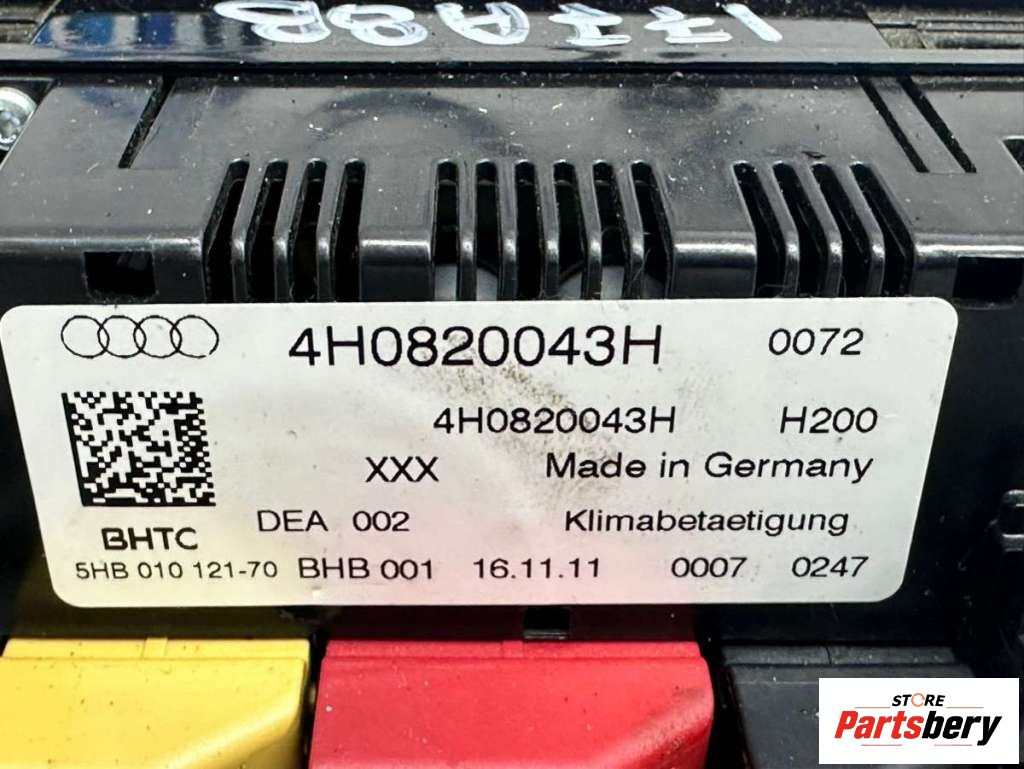 177A8B
4H0820043H 0072
4H0820043H H200
XXX Made in Germany
BHTC DEA 002 Klimabetaetigung
5HB 010 121-70 BHB 001 16.11.11 0007 0247
STORE
Partsbery